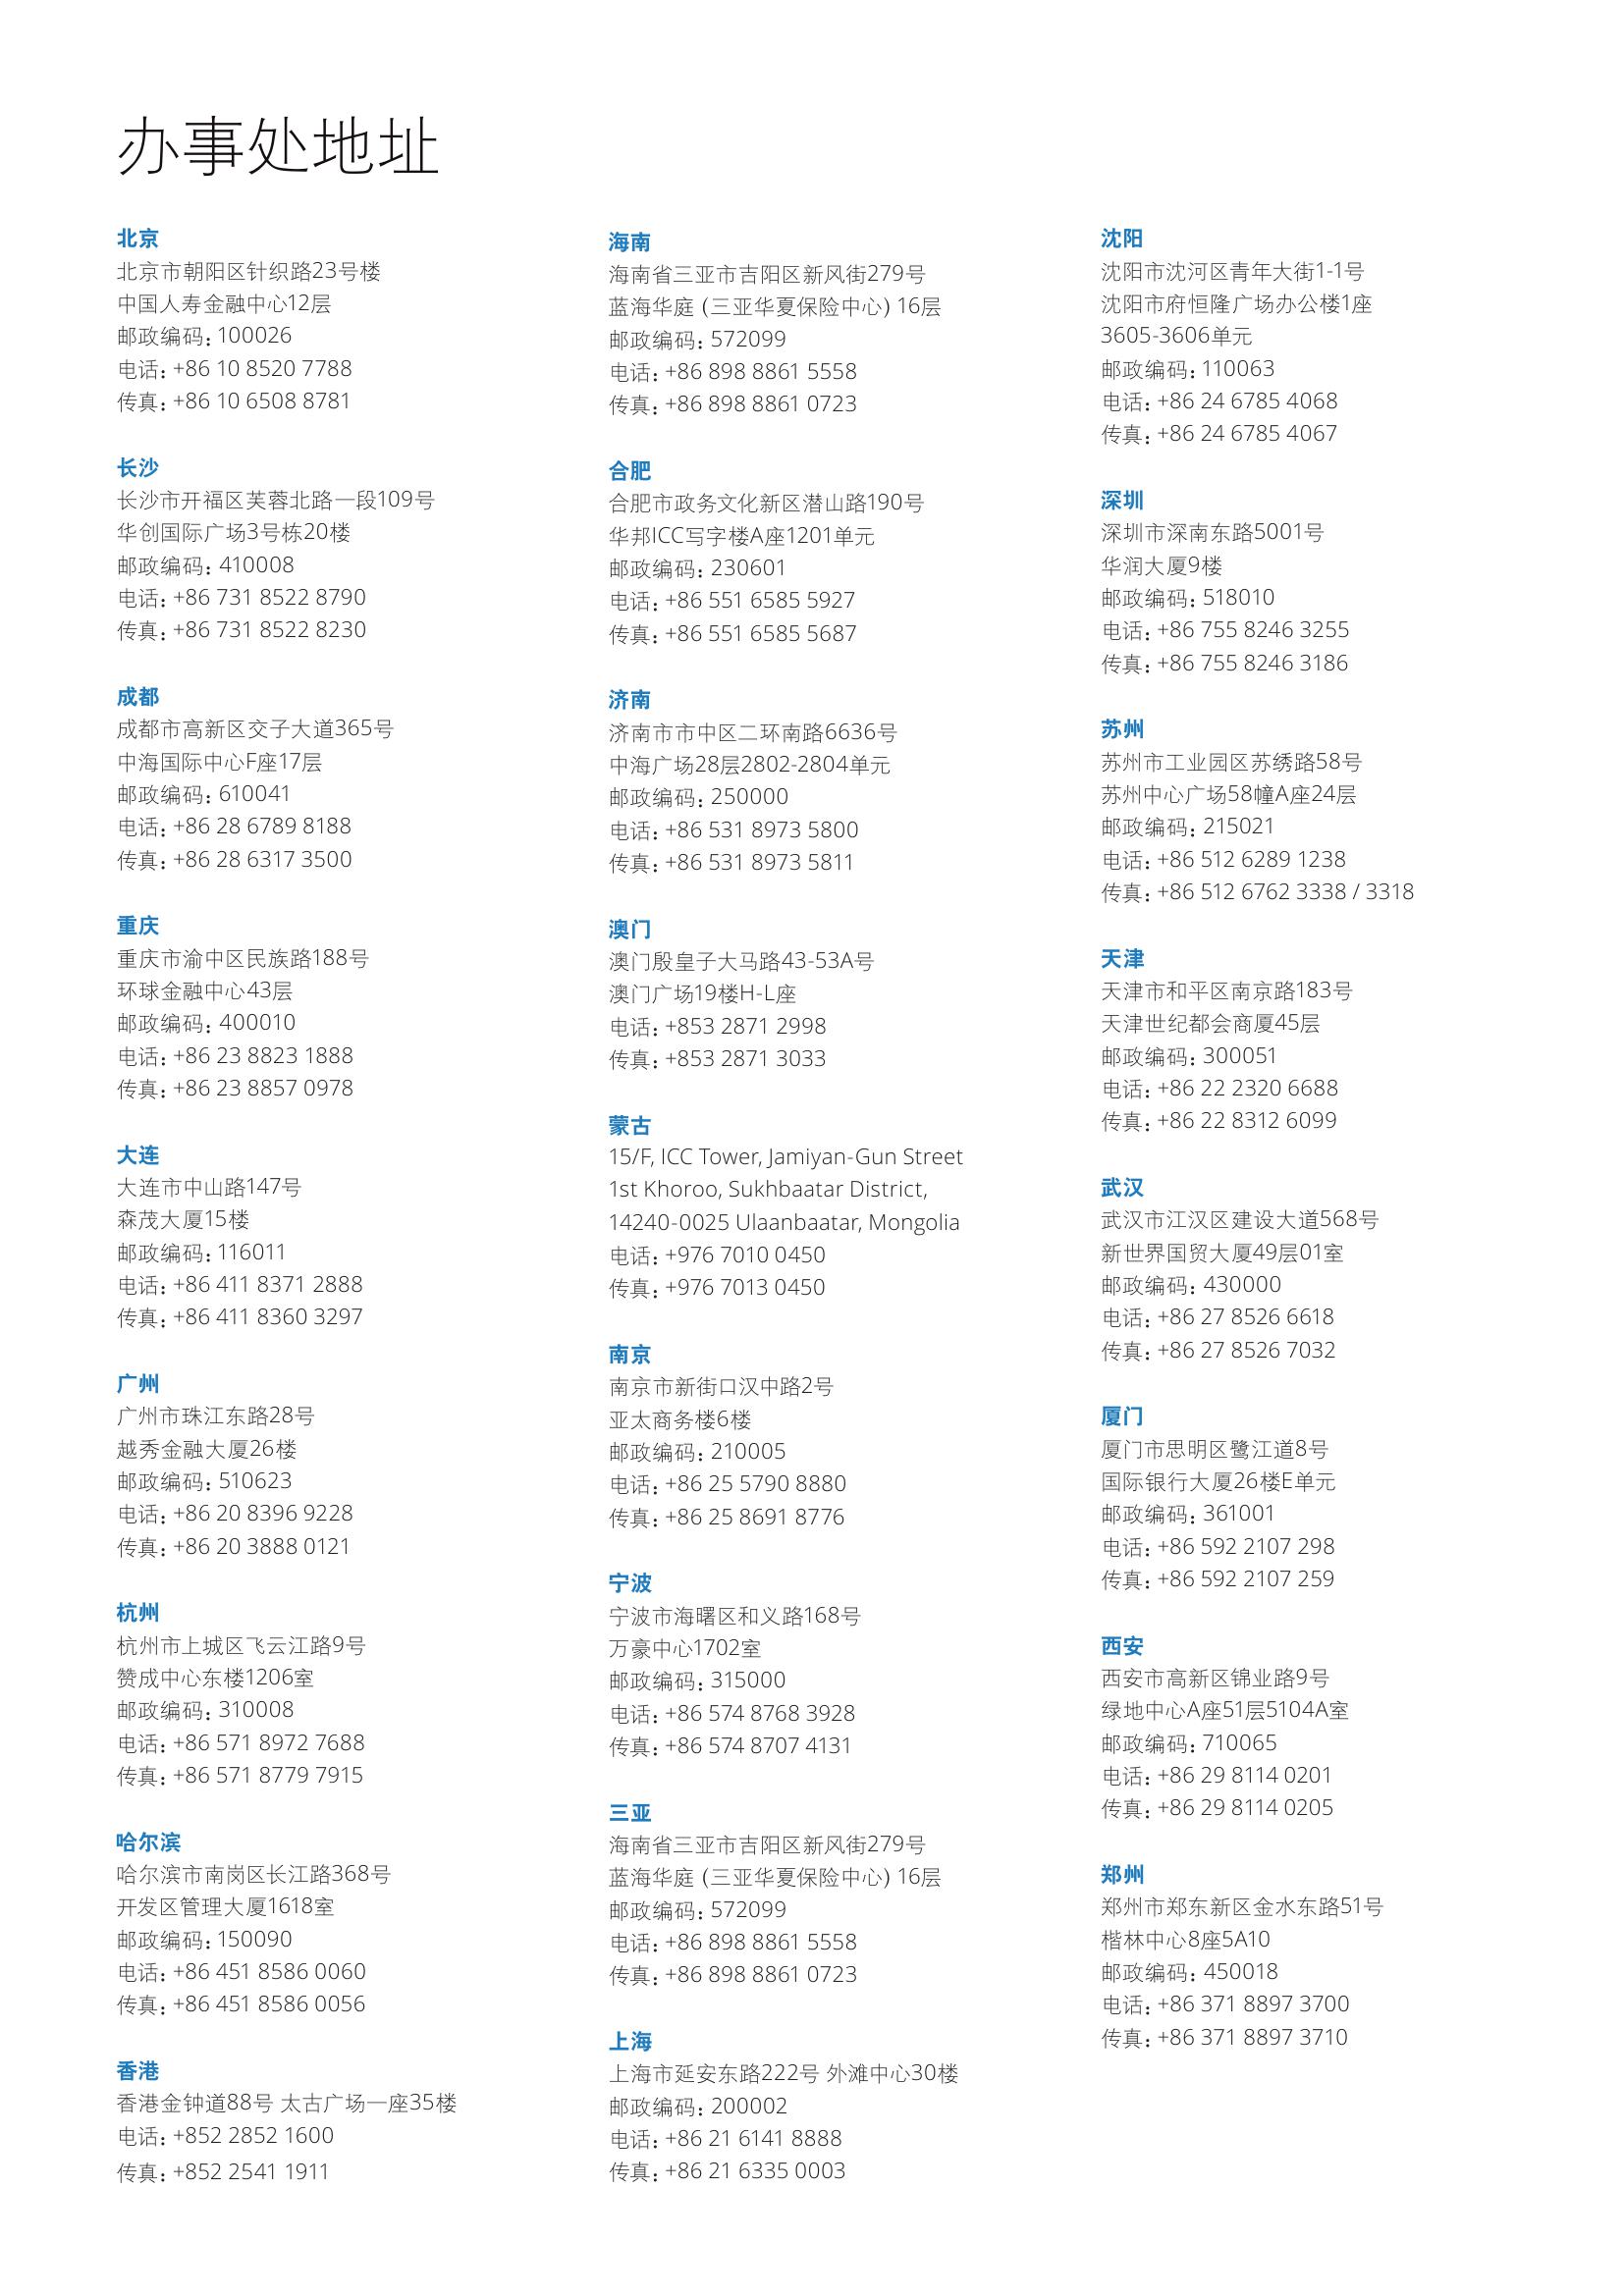 办事处地址
北京
北京市朝阳区针织路23号楼
中国人寿金融中心12层
邮政编码: 100026
电话: +86 10 8520 7788
传真: +86 10 6508 8781
长沙
长沙市开福区芙蓉北路一段109号
华创国际广场3号栋20楼
邮政编码: 410008
电话: +86 731 8522 8790
传真: +86 731 8522 8230
成都
成都市高新区交子大道365号
中海国际中心F座17层
邮政编码: 610041
电话: +86 28 6789 8188
传真: +86 28 6317 3500
重庆
重庆市渝中区民族路188号
环球金融中心43层
邮政编码: 400010
电话: +86 23 8823 1888
传真: +86 23 8857 0978
大连
大连市中山路147号
森茂大厦15楼
邮政编码: 116011
电话: +86 411 8371 2888
传真: +86 411 8360 3297
广州
广州市珠江东路28号
越秀金融大厦26楼
邮政编码: 510623
电话: +86 20 8396 9228
传真: +86 20 3888 0121
杭州
杭州市上城区飞云江路9号
赞成中心东楼1206室
邮政编码: 310008
电话: +86 571 8972 7688
传真: +86 571 8779 7915
哈尔滨
哈尔滨市南岗区长江路368号
开发区管理大厦1618室
邮政编码: 150090
电话: +86 451 8586 0060
传真: +86 451 8586 0056
香港
香港金钟道88号 太古广场一座35楼
电话: +852 2852 1600
传真: +852 2541 1911
海南
海南省三亚市吉阳区新风街279号
蓝海华庭 (三亚华夏保险中心) 16层
邮政编码: 572099
电话: +86 898 8861 5558
传真: +86 898 8861 0723
合肥
合肥市政务文化新区潜山路190号
华邦ICC写字楼A座1201单元
邮政编码: 230601
电话: +86 551 6585 5927
传真: +86 551 6585 5687
济南
济南市市中区二环南路6636号
中海广场28层2802-2804单元
邮政编码: 250000
电话: +86 531 8973 5800
传真: +86 531 8973 5811
澳门
澳门殷皇子大马路43-53A号
澳门广场19楼H-L座
电话: +853 2871 2998
传真: +853 2871 3033
蒙古
15/F, ICC Tower, Jamiyan-Gun Street
1st Khoroo, Sukhbaatar District,
14240-0025 Ulaanbaatar, Mongolia
电话: +976 7010 0450
传真: +976 7013 0450
南京
南京市新街口汉中路2号
亚太商务楼6楼
邮政编码: 210005
电话: +86 25 5790 8880
传真: +86 25 8691 8776
宁波
宁波市海曙区和义路168号
万豪中心1702室
邮政编码: 315000
电话: +86 574 8768 3928
传真: +86 574 8707 4131
三亚
海南省三亚市吉阳区新风街279号
蓝海华庭 (三亚华夏保险中心) 16层
邮政编码: 572099
电话: +86 898 8861 5558
传真: +86 898 8861 0723
上海
上海市延安东路222号 外滩中心30楼
邮政编码: 200002
电话: +86 21 6141 8888
传真: +86 21 6335 0003
沈阳
沈阳市沈河区青年大街1-1号
沈阳市府恒隆广场办公楼1座
3605-3606单元
邮政编码: 110063
电话: +86 24 6785 4068
传真: +86 24 6785 4067
深圳
深圳市深南东路5001号
华润大厦9楼
邮政编码: 518010
电话: +86 755 8246 3255
传真: +86 755 8246 3186
苏州
苏州市工业园区苏绣路58号
苏州中心广场58幢A座24层
邮政编码: 215021
电话: +86 512 6289 1238
传真: +86 512 6762 3338 / 3318
天津
天津市和平区南京路183号
天津世纪都会商厦45层
邮政编码: 300051
电话: +86 22 2320 6688
传真: +86 22 8312 6099
武汉
武汉市江汉区建设大道568号
新世界国贸大厦49层01室
邮政编码: 430000
电话: +86 27 8526 6618
传真: +86 27 8526 7032
厦门
厦门市思明区鹭江道8号
国际银行大厦26楼E单元
邮政编码: 361001
电话: +86 592 2107 298
传真: +86 592 2107 259
西安
西安市高新区锦业路9号
绿地中心A座51层5104A室
邮政编码: 710065
电话: +86 29 8114 0201
传真: +86 29 8114 0205
郑州
郑州市郑东新区金水东路51号
楷林中心8座5A10
邮政编码: 450018
电话: +86 371 8897 3700
传真: +86 371 8897 3710